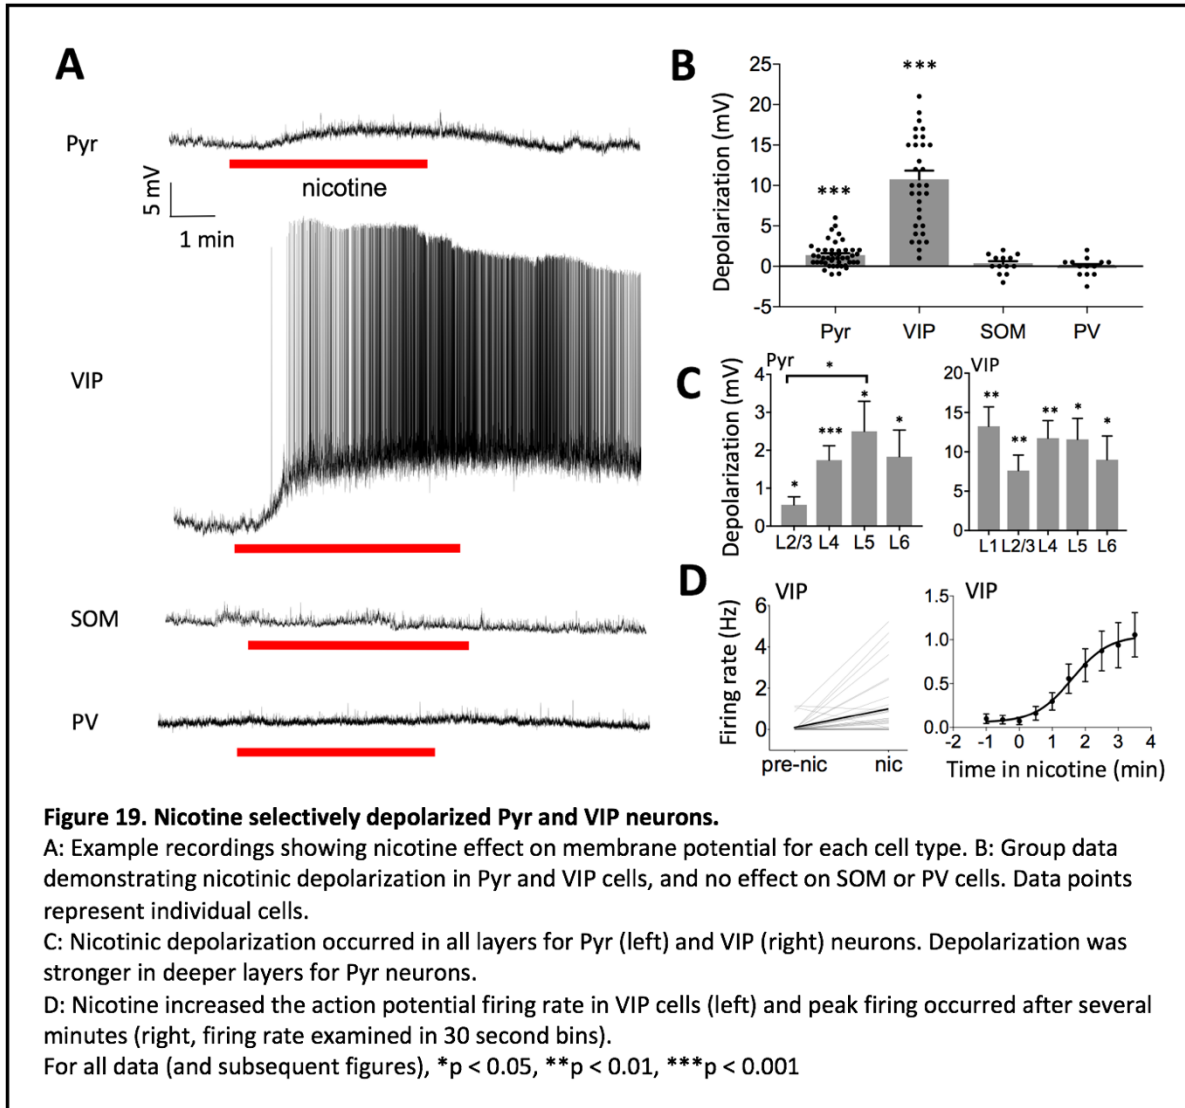 A
Pyr
nicotine
5 mV
1 min
VIP
SOM
PV
B
Depolarization (mV)
25
20
15
10
5
0
-5
***
***
Pyr VIP SOM PV
C
Depolarization (mV)
Pyr
4
3
2
1
0
*
*
***
*
*
L2/3 L4 L5 L6
VIP
20
15
10
5
0
**
**
**
*
*
L1 L2/3 L4 L5 L6
D
Firing rate (Hz)
VIP
6
4
2
0
pre-nic nic
VIP
1.5
1.0
0.5
0.0
-2 -1 0 1 2 3 4
Time in nicotine (min)
Figure 19. Nicotine selectively depolarized Pyr and VIP neurons.
A: Example recordings showing nicotine effect on membrane potential for each cell type. B: Group data
demonstrating nicotinic depolarization in Pyr and VIP cells, and no effect on SOM or PV cells. Data points
represent individual cells.
C: Nicotinic depolarization occurred in all layers for Pyr (left) and VIP (right) neurons. Depolarization was
stronger in deeper layers for Pyr neurons.
D: Nicotine increased the action potential firing rate in VIP cells (left) and peak firing occurred after several
minutes (right, firing rate examined in 30 second bins).
For all data (and subsequent figures), *p < 0.05, **p < 0.01, ***p < 0.001